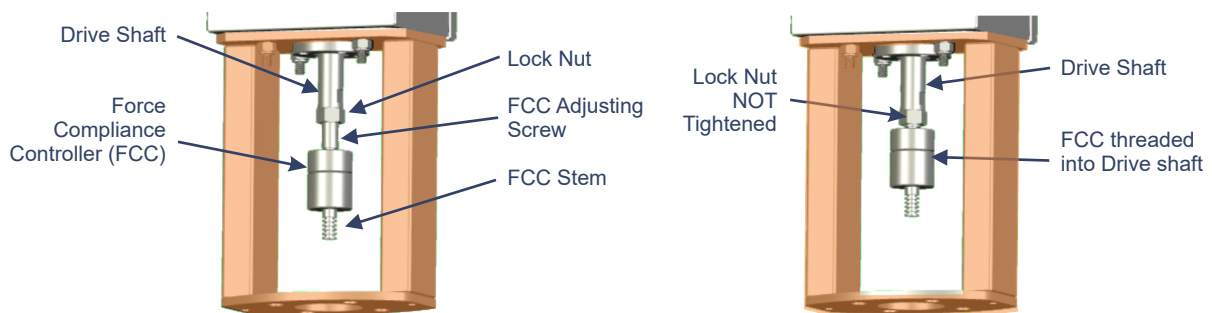 Drive Shaft
Lock Nut
Force
Compliance
Controller (FCC)
FCC Adjusting
Screw
FCC Stem
Lock Nut
NOT
Tightened
Drive Shaft
FCC threaded
into Drive shaft